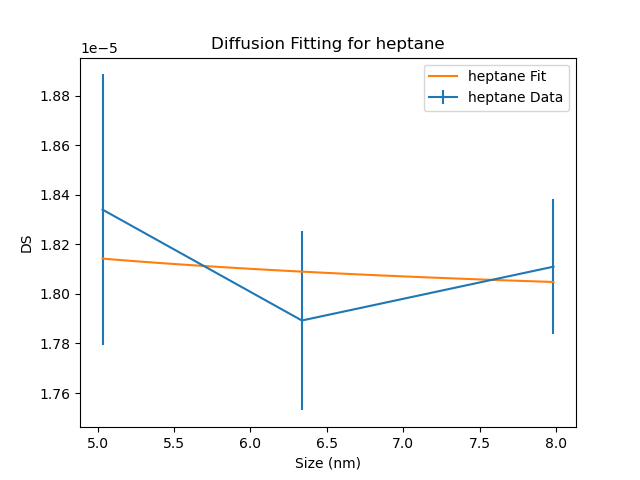 Diffusion Fitting for heptane
1e−5
heptane Fit
heptane Data
1.88
1.86
1.84
1.82
1.80
1.78
1.76
DS
5.0 5.5 6.0 6.5 7.0 7.5 8.0
Size (nm)